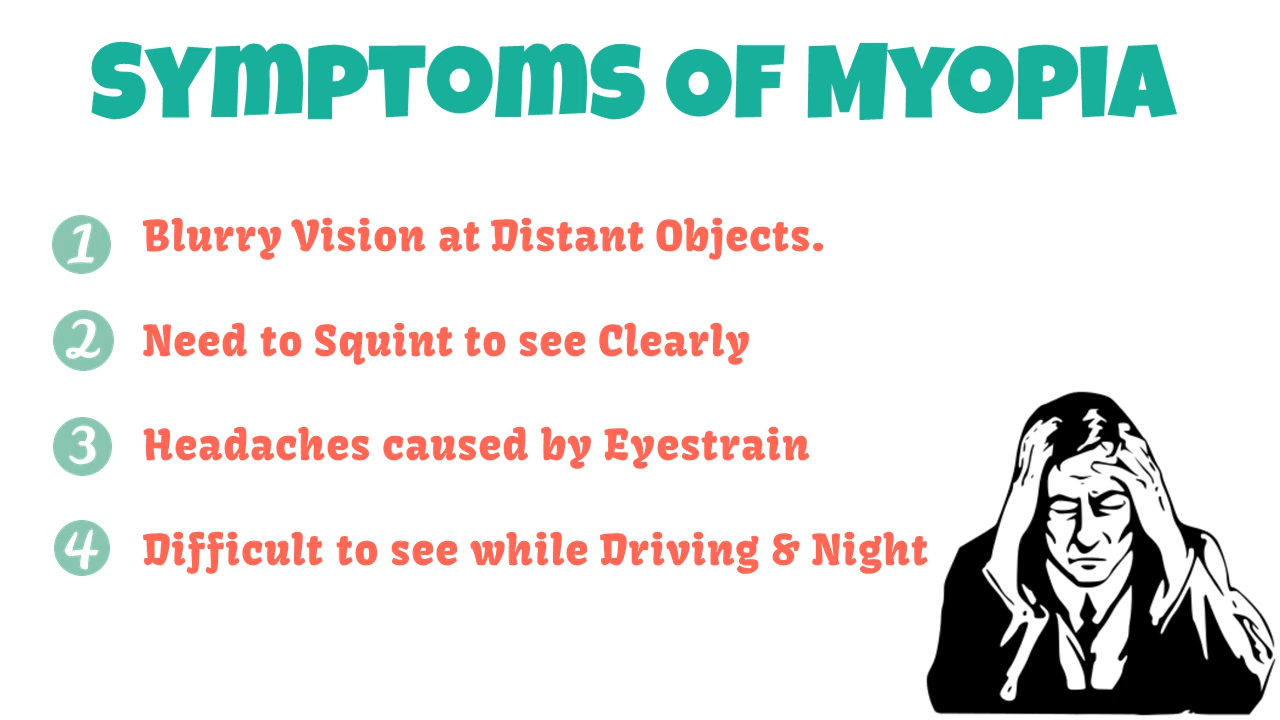 Symptoms of Myopia
1 Blurry Vision at Distant Objects.
2 Need to Squint to see Clearly
3 Headaches caused by Eyestrain
4 Difficult to see while Driving & Night